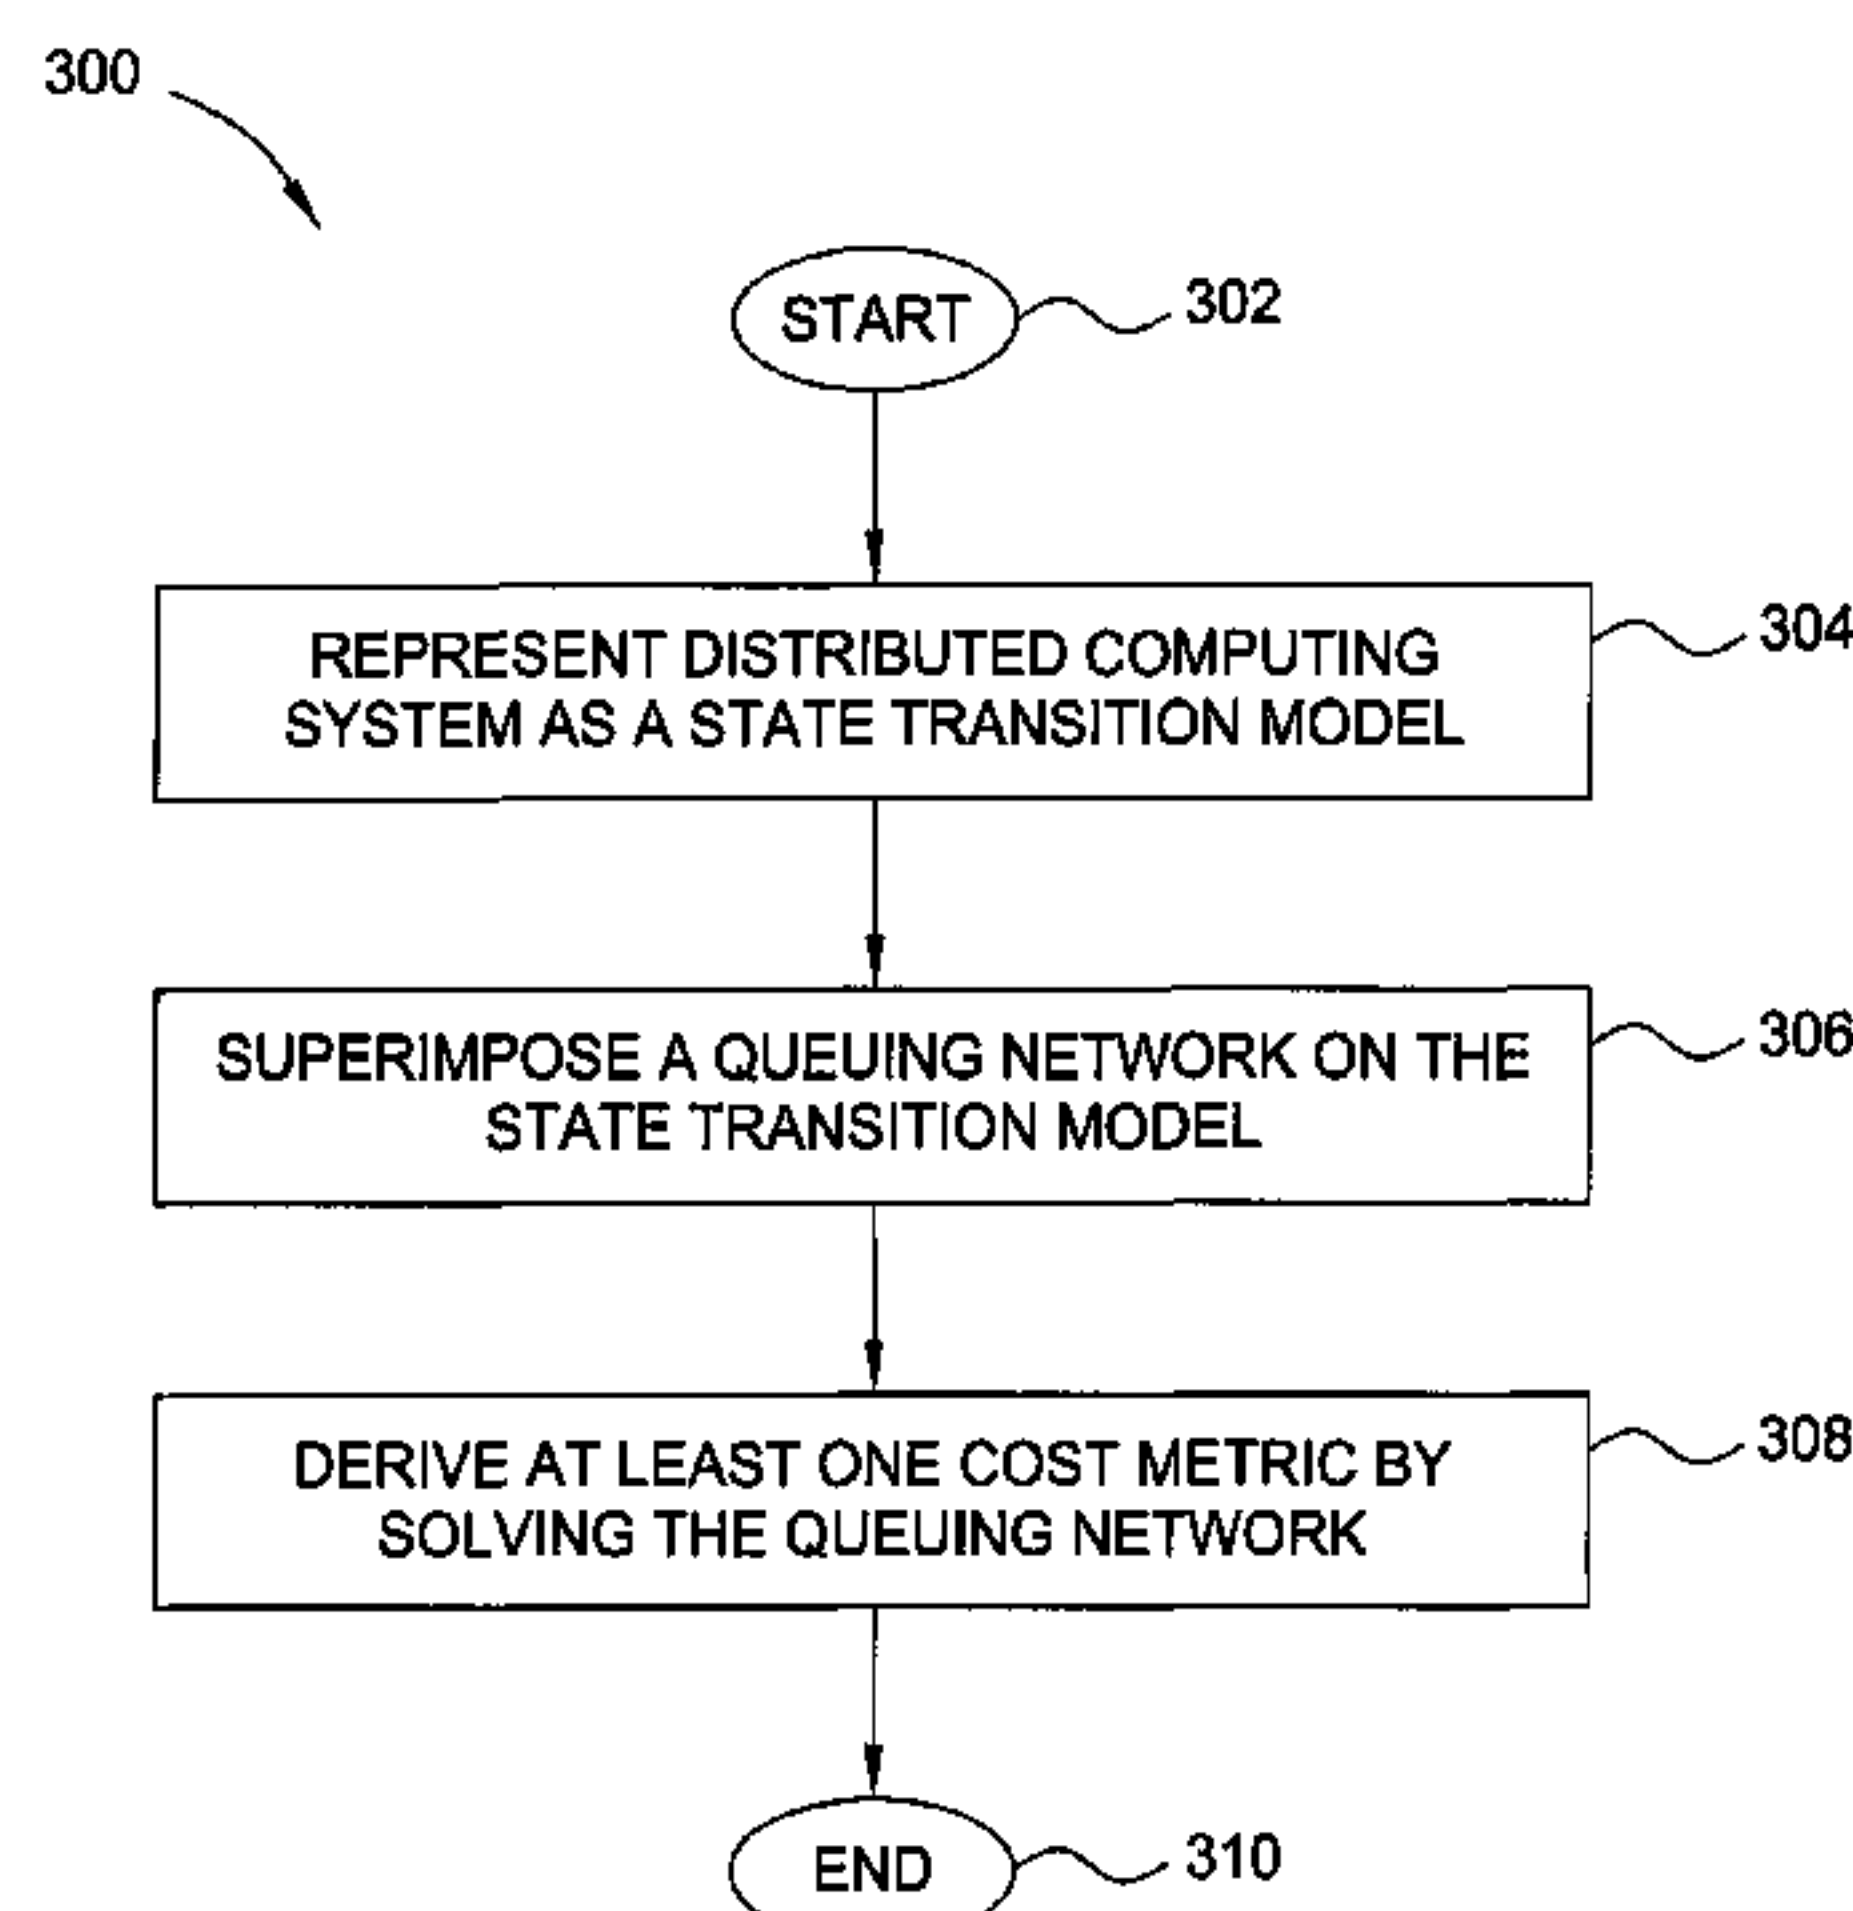 300
START
302
REPRESENT DISTRIBUTED COMPUTING
SYSTEM AS A STATE TRANSITION MODEL
304
SUPERIMPOSE A QUEUING NETWORK ON THE
STATE TRANSITION MODEL
306
DERIVE AT LEAST ONE COST METRIC BY
SOLVING THE QUEUING NETWORK
308
END
310